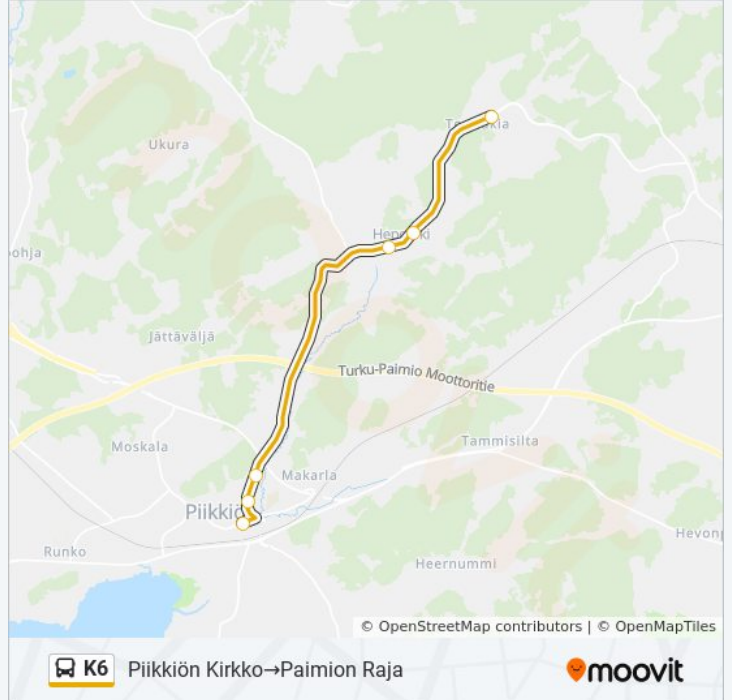 Ukura
Jättäväljä
Turku-Paimio Moottoritie
Moskala
Tammisilta
Makarla
Runko
Heernummi
© OpenStreetMap contributors | © OpenMapTiles
K6 Piikkiön Kirkko→Paimion Raja
moovit